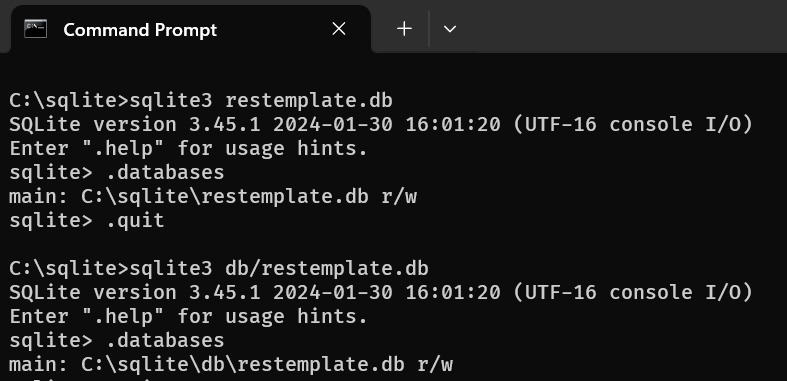 Command Prompt
C:\sqlite>sqlite3 restemplate.db
SQLite version 3.45.1 2024-01-30 16:01:20 (UTF-16 console I/O)
Enter ".help" for usage hints.
sqlite> .databases
main: C:\sqlite\restemplate.db r/w
sqlite> .quit
C:\sqlite>sqlite3 db/restemplate.db
SQLite version 3.45.1 2024-01-30 16:01:20 (UTF-16 console I/O)
Enter ".help" for usage hints.
sqlite> .databases
main: C:\sqlite\db\restemplate.db r/w